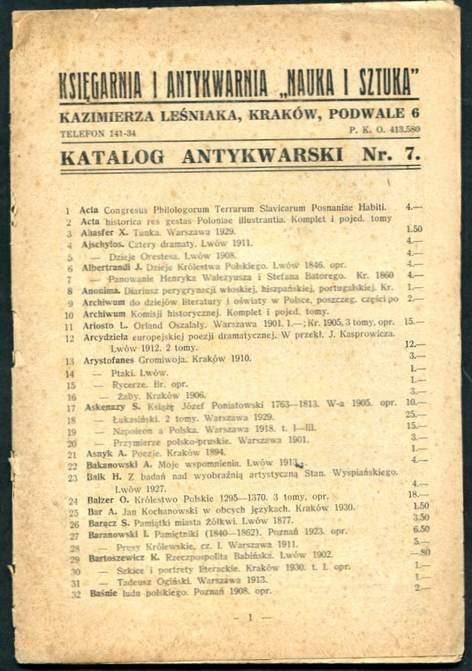 KSIĘGARNIA I ANTYKWARNIA „NAUKA I SZTUKA"
KAZIMIERZA LEŚNIAKA, KRAKÓW, PODWALE 6
TELEFON 141-34 P. K. O. 413.580
KATALOG ANTYKWARSKI Nr. 7.
1 Acta Congresus Philologorum Terrarum Slavicarum Posnaniae Habiti. 4.—
2 Acta historica res gestas Poloniae illustrantia. Komplet i pojed. tomy
3 Ahasfer X. Tunka. Warszawa 1929. 1.50
4 Ajschylos. Cztery dramaty. Lwów 1911. 4.—
5 — Dzieje Orestesa. Lwów 1908. 4.—
6 Albertrandi J. Dzieje Królestwa Polskiego. Lwów 1846. opr. 4.—
7 — Panowanie Henryka Walezyusza i Stefana Batorego. Kr. 1860 4.—
8 Anonima. Diariusz peregrynacji włoskiej, hiszpańskiej, portugalskiej. Kr. 1.—
9 Archiwum do dziejów literatury i oświaty w Polsce, poszczeg. części po 2.—
10 Archiwum Komisji historycznej. Komplet i pojed. tomy.
11 Ariosto L. Orland Oszalały. Warszawa 1901. 1.—; Kr. 1905, 3 tomy, opr. 15.—
12 Arcydzieła europejskiej poezji dramatycznej. W przekł. J. Kasprowicza.
Lwów 1912. 2 tomy. 12.—
13 Arystofanes Gromiwoja. Kraków 1910. 3.—
14 — Ptaki. Lwów. 1.—
15 — Rycerze. Br. opr. 1.—
16 — Żaby. Kraków 1906. 3.—
17 Askenazy S. Książę Józef Poniatowski 1763—1813. W-a 1905. opr. 10.—
18 — Łukasiński. 2 tomy. Warszawa 1929. 25.—
19 — Napoleon a Polska. Warszawa 1918. t. I—III. 15.—
20 — Przymierze polsko-pruskie. Warszawa 1901. 3.—
21 Asnyk A. Poezje. Kraków 1894. 1.—
22 Bakanowski A. Moje wspomnienia. Lwów 1913. 1.—
23 Balk H. Z badań nad wyobraźnią artystyczną Stan. Wyspiańskiego.
Lwów 1927. 4.—
24 Balzer O. Królestwo Polskie 1295—1370. 3 tomy, opr. 18.—
25 Bar A. Jan Kochanowski w obcych językach. Kraków 1930. 1.50
26 Barącz S. Pamiątki miasta Żółkwi. Lwów 1877. 3.50
27 Baranowski I. Pamiętniki (1840—1862). Poznań 1923. opr. 6.50
28 — Prusy Królewskie, cz. I. Warszawa 1911. 5.—
29 Bartoszewicz K. Rzeczpospolita Babińska. Lwów 1902. —.80
30 — Szkice i portrety literackie. Kraków 1930. t. I. opr. 1.—
31 — Tadeusz Ogiński. Warszawa 1913. 1.—
32 Baśnie ludu polskiego. Poznań 1908. opr. 2.—
— 1 —